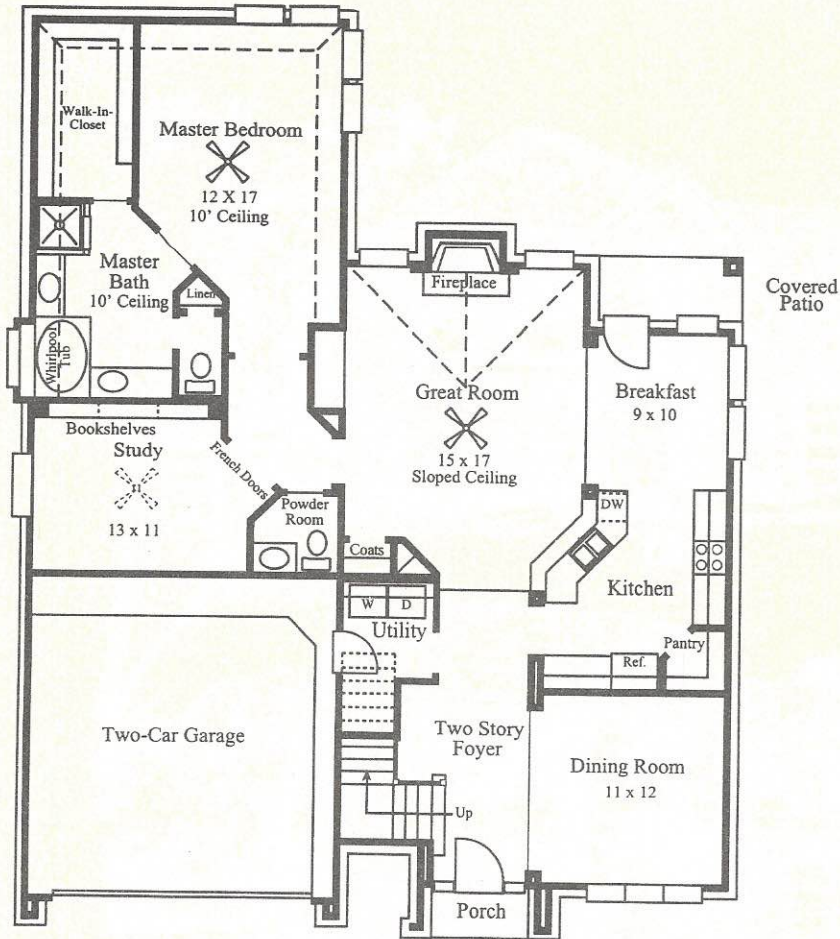 Walk-In-
Closet
Master Bedroom
12 X 17
10' Ceiling
Master
Bath
10' Ceiling
Linen
Whirlpool
Tub
Fireplace
Covered
Patio
Great Room
15 x 17
Sloped Ceiling
Breakfast
9 x 10
Bookshelves
Study
13 x 11
French Doors
Powder
Room
Coats
DW
Kitchen
W
D
Utility
Pantry
Ref.
Two-Car Garage
Two Story
Foyer
Dining Room
11 x 12
Up
Porch